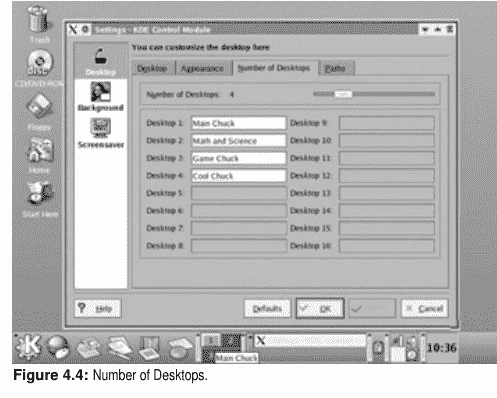 Settings - KDE Control Module
Trash
You can customize the desktop here
Desktop
Desktop Appearance Number of Desktops Paths
CD/DVD-ROM
Number of Desktops: 4
Background
Floppy
Desktop 1: Main Chuck Desktop 9:
Screensaver
Desktop 2: Math and Science Desktop 10:
Home
Desktop 3: Game Chuck Desktop 11:
Desktop 4: Cool Chuck Desktop 12:
Start Here
Desktop 5: Desktop 13:
Desktop 6: Desktop 14:
Desktop 7: Desktop 15:
Desktop 8: Desktop 16:
? Help Defaults OK Cancel
X 10:36
Main Chuck
Figure 4.4: Number of Desktops.